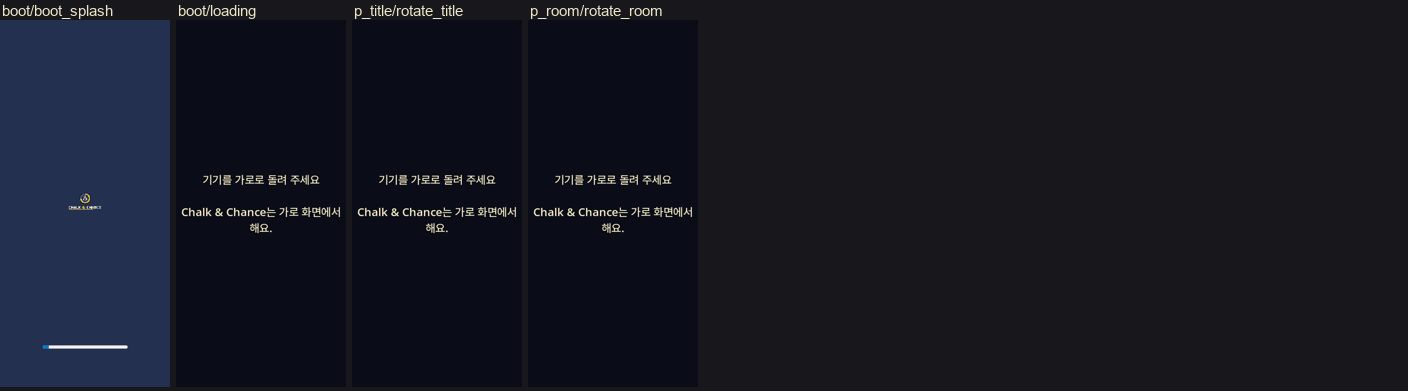 boot/boot_splash
boot/loading
p_title/rotate_title
p_room/rotate_room
CHALK & CHANCE
기기를 가로로 돌려 주세요
Chalk & Chance는 가로 화면에서
해요.
기기를 가로로 돌려 주세요
Chalk & Chance는 가로 화면에서
해요.
기기를 가로로 돌려 주세요
Chalk & Chance는 가로 화면에서
해요.